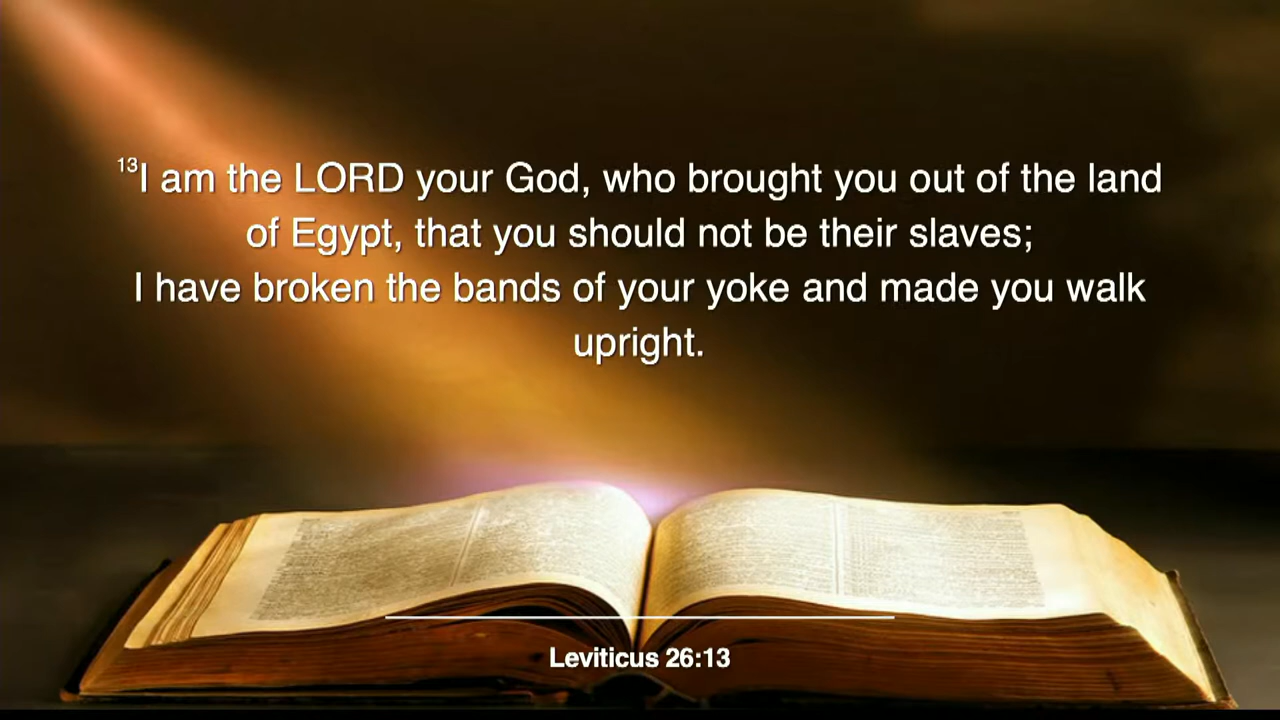 13I am the LORD your God, who brought you out of the land
of Egypt, that you should not be their slaves;
I have broken the bands of your yoke and made you walk
upright.
Leviticus 26:13